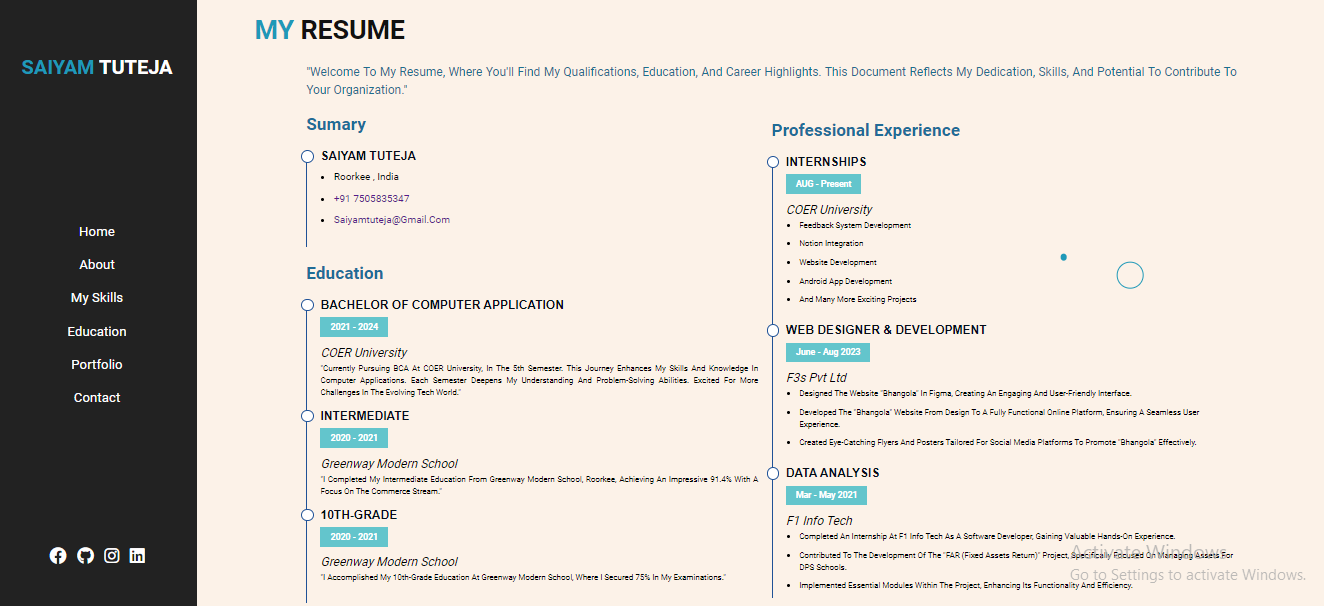 SAIYAM TUTEJA
Home
About
My Skills
Education
Portfolio
Contact
MY RESUME
"Welcome To My Resume, Where You'll Find My Qualifications, Education, And Career Highlights. This Document Reflects My Dedication, Skills, And Potential To Contribute To
Your Organization."
Sumary
SAIYAM TUTEJA
Roorkee , India
+91 7505835347
Saiyamtuteja@Gmail.Com
Education
BACHELOR OF COMPUTER APPLICATION
2021 - 2024
COER University
"Currently Pursuing BCA At COER University, In The 5th Semester. This Journey Enhances My Skills And Knowledge In
Computer Applications. Each Semester Deepens My Understanding And Problem-Solving Abilities. Excited For More
Challenges In The Evolving Tech World."
INTERMEDIATE
2020 - 2021
Greenway Modern School
"I Completed My Intermediate Education From Greenway Modern School, Roorkee, Achieving An Impressive 91.4% With A
Focus On The Commerce Stream."
10TH-GRADE
2020 - 2021
Greenway Modern School
"I Accomplished My 10th-Grade Education At Greenway Modern School, Where I Secured 75% In My Examinations."
Professional Experience
INTERNSHIPS
AUG - Present
COER University
Feedback System Development
Notion Integration
Website Development
Android App Development
And Many More Exciting Projects
WEB DESIGNER & DEVELOPMENT
June - Aug 2023
F3s Pvt Ltd
Designed The Website "Bhangola" In Figma, Creating An Engaging And User-Friendly Interface.
Developed The "Bhangola" Website From Design To A Fully Functional Online Platform, Ensuring A Seamless User
Experience.
Created Eye-Catching Flyers And Posters Tailored For Social Media Platforms To Promote "Bhangola" Effectively.
DATA ANALYSIS
Mar - May 2021
F1 Info Tech
Completed An Internship At F1 Info Tech As A Software Developer, Gaining Valuable Hands-On Experience.
Contributed To The Development Of The "FAR (Fixed Assets Return)" Project, Specifically Focused On Managing Assets For
DPS Schools.
Implemented Essential Modules Within The Project, Enhancing Its Functionality And Efficiency.
Activate Windows
Go to Settings to activate Windows.